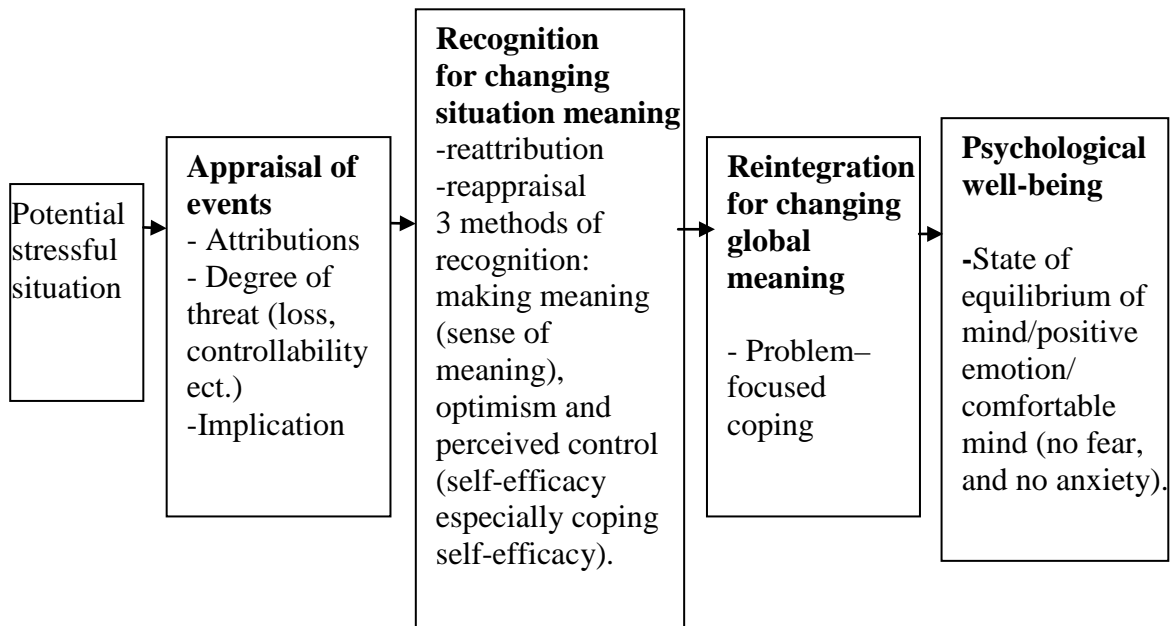 Potential
stressful
situation
Appraisal of
events
- Attributions
- Degree of
threat (loss,
controllability
ect.)
-Implication
Recognition
for changing
situation meaning
-reattribution
-reappraisal
3 methods of
recognition:
making meaning
(sense of
meaning),
optimism and
perceived control
(self-efficacy
especially coping
self-efficacy).
Reintegration
for changing
global
meaning
- Problem–
focused
coping
Psychological
well-being
-State of
equilibrium of
mind/positive
emotion/
comfortable
mind (no fear,
and no anxiety).